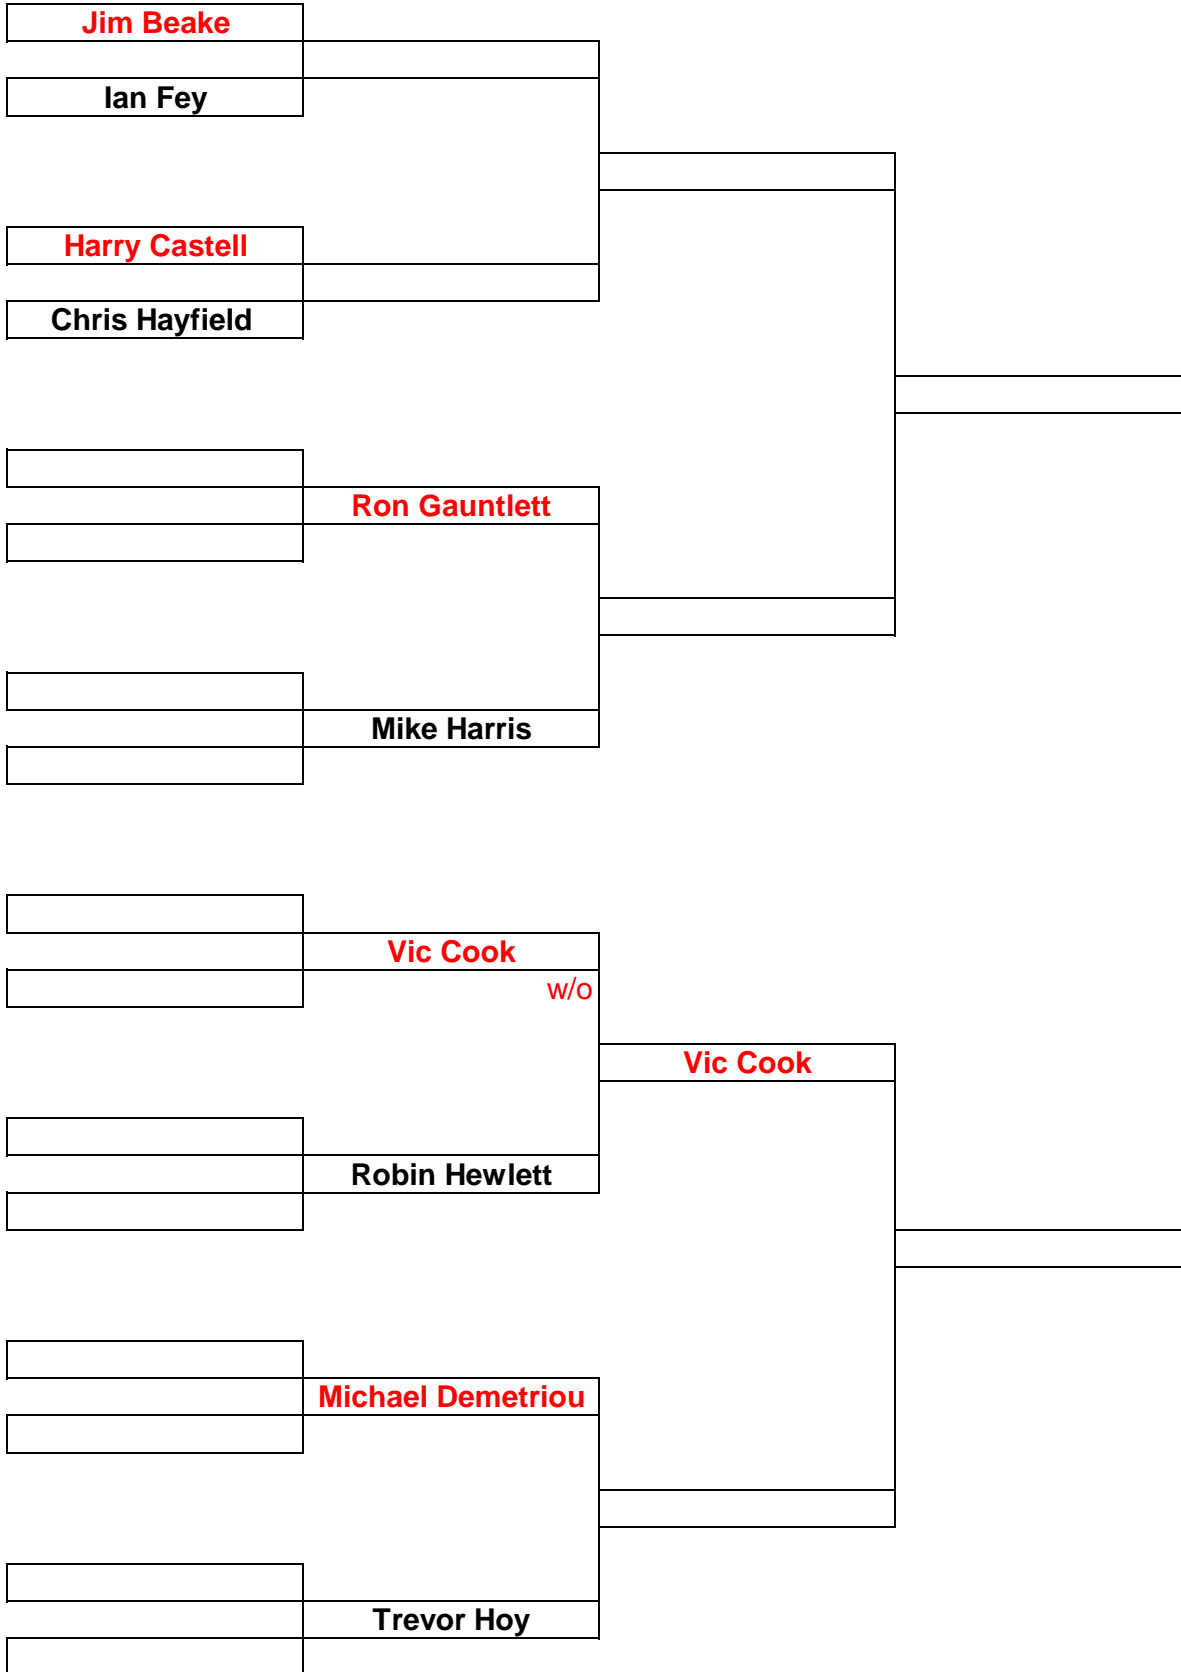 Jim Beake
Ian Fey
Harry Castell
Chris Hayfield
Ron Gauntlett
Mike Harris
Vic Cook
w/o
Vic Cook
Robin Hewlett
Michael Demetriou
Trevor Hoy